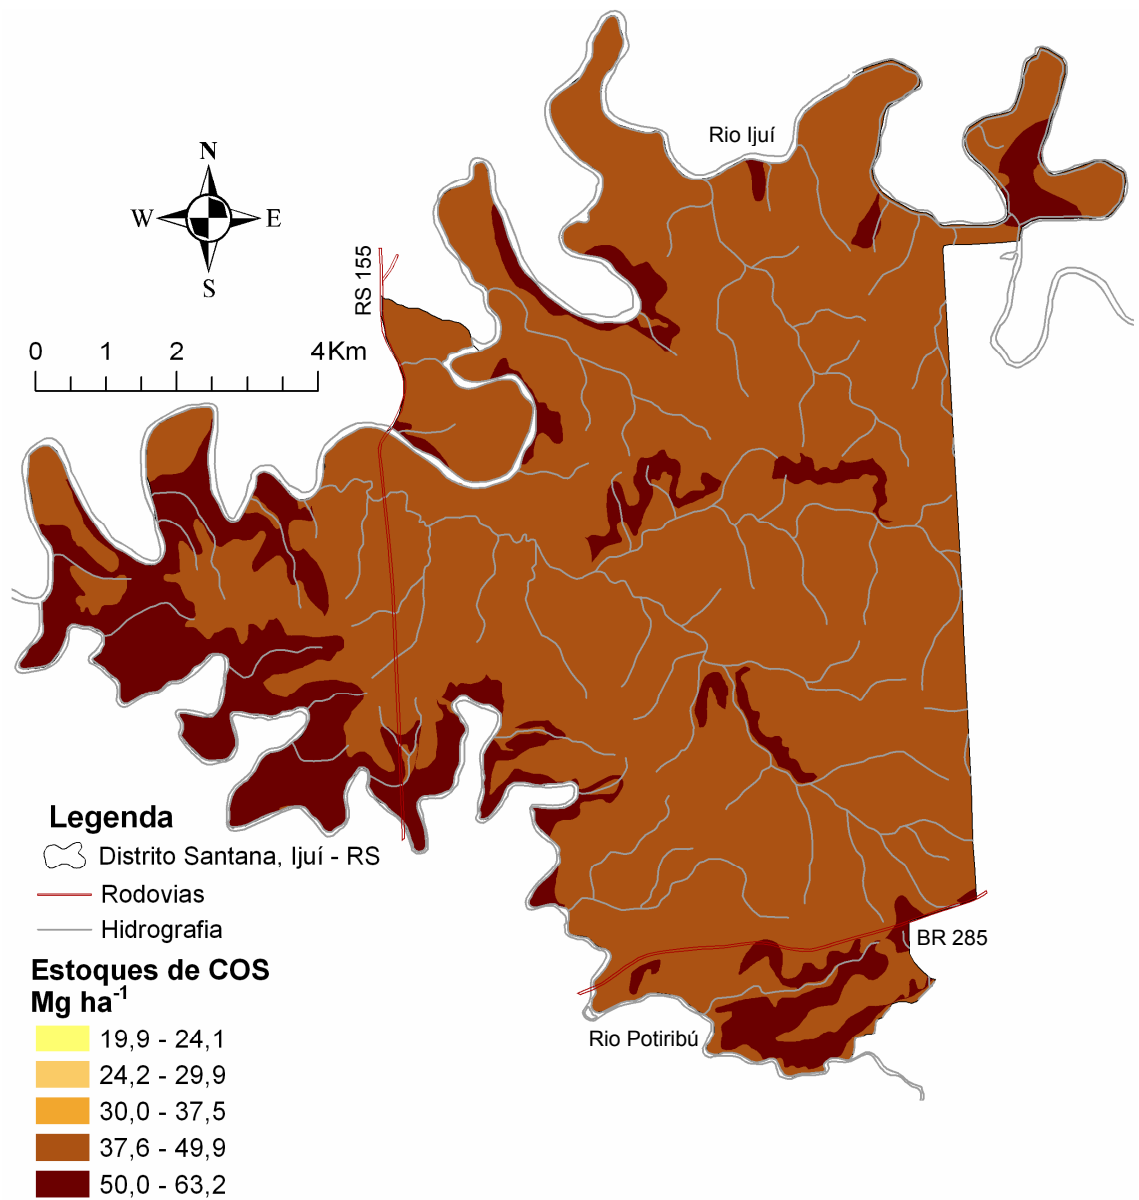 Rio Ijuí
N
W
E
S
RS 155
0 1 2 4Km
Legenda
Distrito Santana, Ijuí - RS
Rodovias
Hidrografia
BR 285
Estoques de COS
Mg ha-1
Rio Potiribú
19,9 - 24,1
24,2 - 29,9
30,0 - 37,5
37,6 - 49,9
50,0 - 63,2